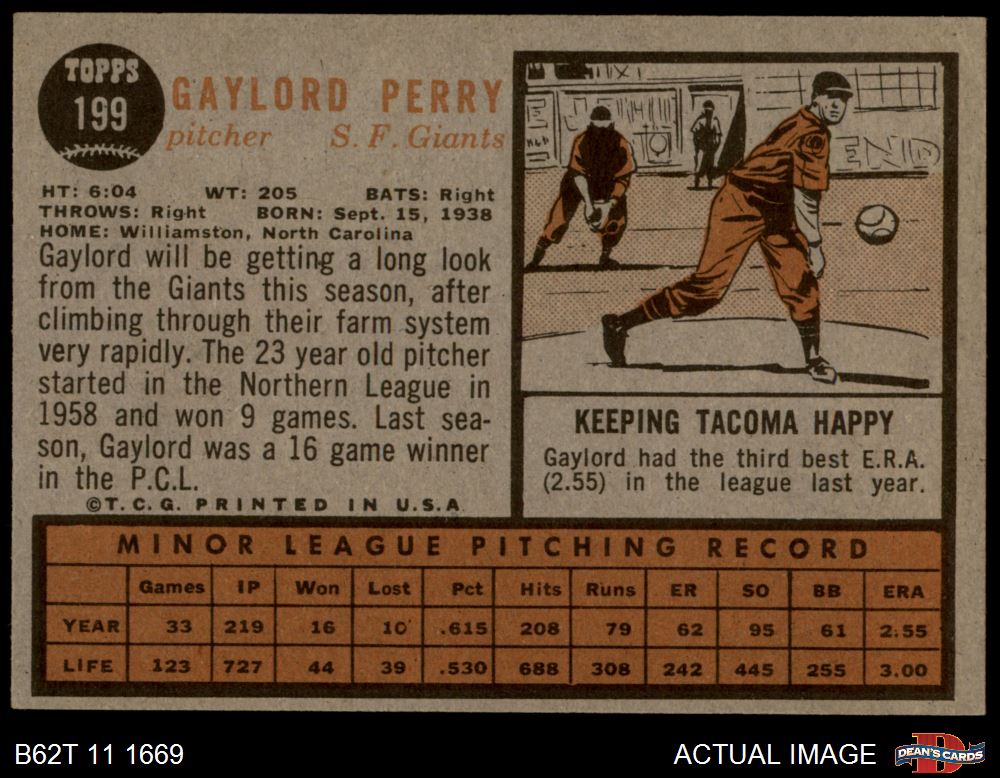 TOPPS
199
GAYLORD PERRY
pitcher S. F. Giants
HT: 6:04 WT: 205 BATS: Right
THROWS: Right BORN: Sept. 15, 1938
HOME: Williamston, North Carolina
Gaylord will be getting a long look
from the Giants this season, after
climbing through their farm system
very rapidly. The 23 year old pitcher
started in the Northern League in
1958 and won 9 games. Last sea-
son, Gaylord was a 16 game winner
in the P.C.L.
©T.C.G. PRINTED IN U.S.A.
END
KEEPING TACOMA HAPPY
Gaylord had the third best E.R.A.
(2.55) in the league last year.
MINOR LEAGUE PITCHING RECORD
Games IP Won Lost Pct Hits Runs ER SO BB ERA
YEAR 33 219 16 10 .615 208 79 62 95 61 2.55
LIFE 123 727 44 39 .530 688 308 242 445 255 3.00
B62T 11 1669
ACTUAL IMAGE
DEAN'S CARDS